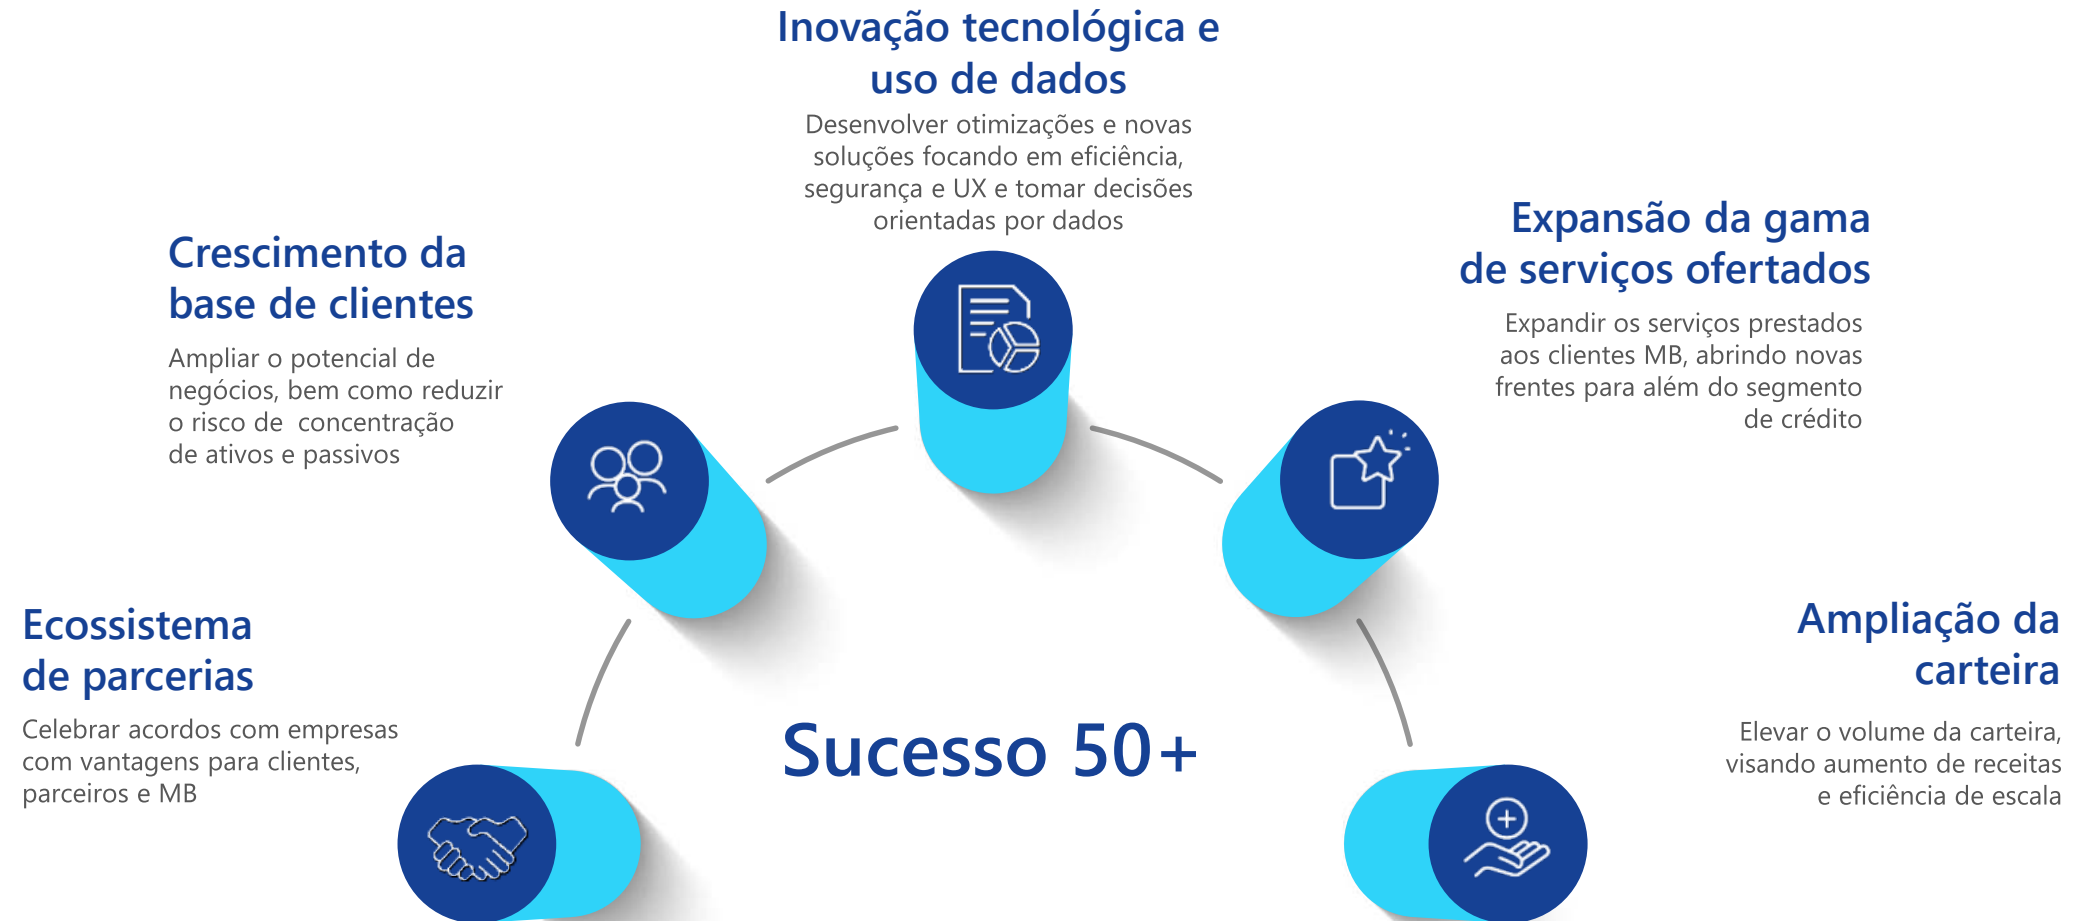 Inovação tecnológica e
uso de dados
Desenvolver otimizações e novas
soluções focando em eficiência,
segurança e UX e tomar decisões
orientadas por dados
Crescimento da
base de clientes
Ampliar o potencial de
negócios, bem como reduzir
o risco de  concentração
de ativos e passivos
Expansão da gama
de serviços ofertados
Expandir os serviços prestados
aos clientes MB, abrindo novas
frentes para além do segmento
de crédito
Ecossistema
de parcerias
Celebrar acordos com empresas
com vantagens para clientes,
parceiros e MB
Sucesso 50+
Ampliação da
carteira
Elevar o volume da carteira,
visando aumento de receitas
e eficiência de escala